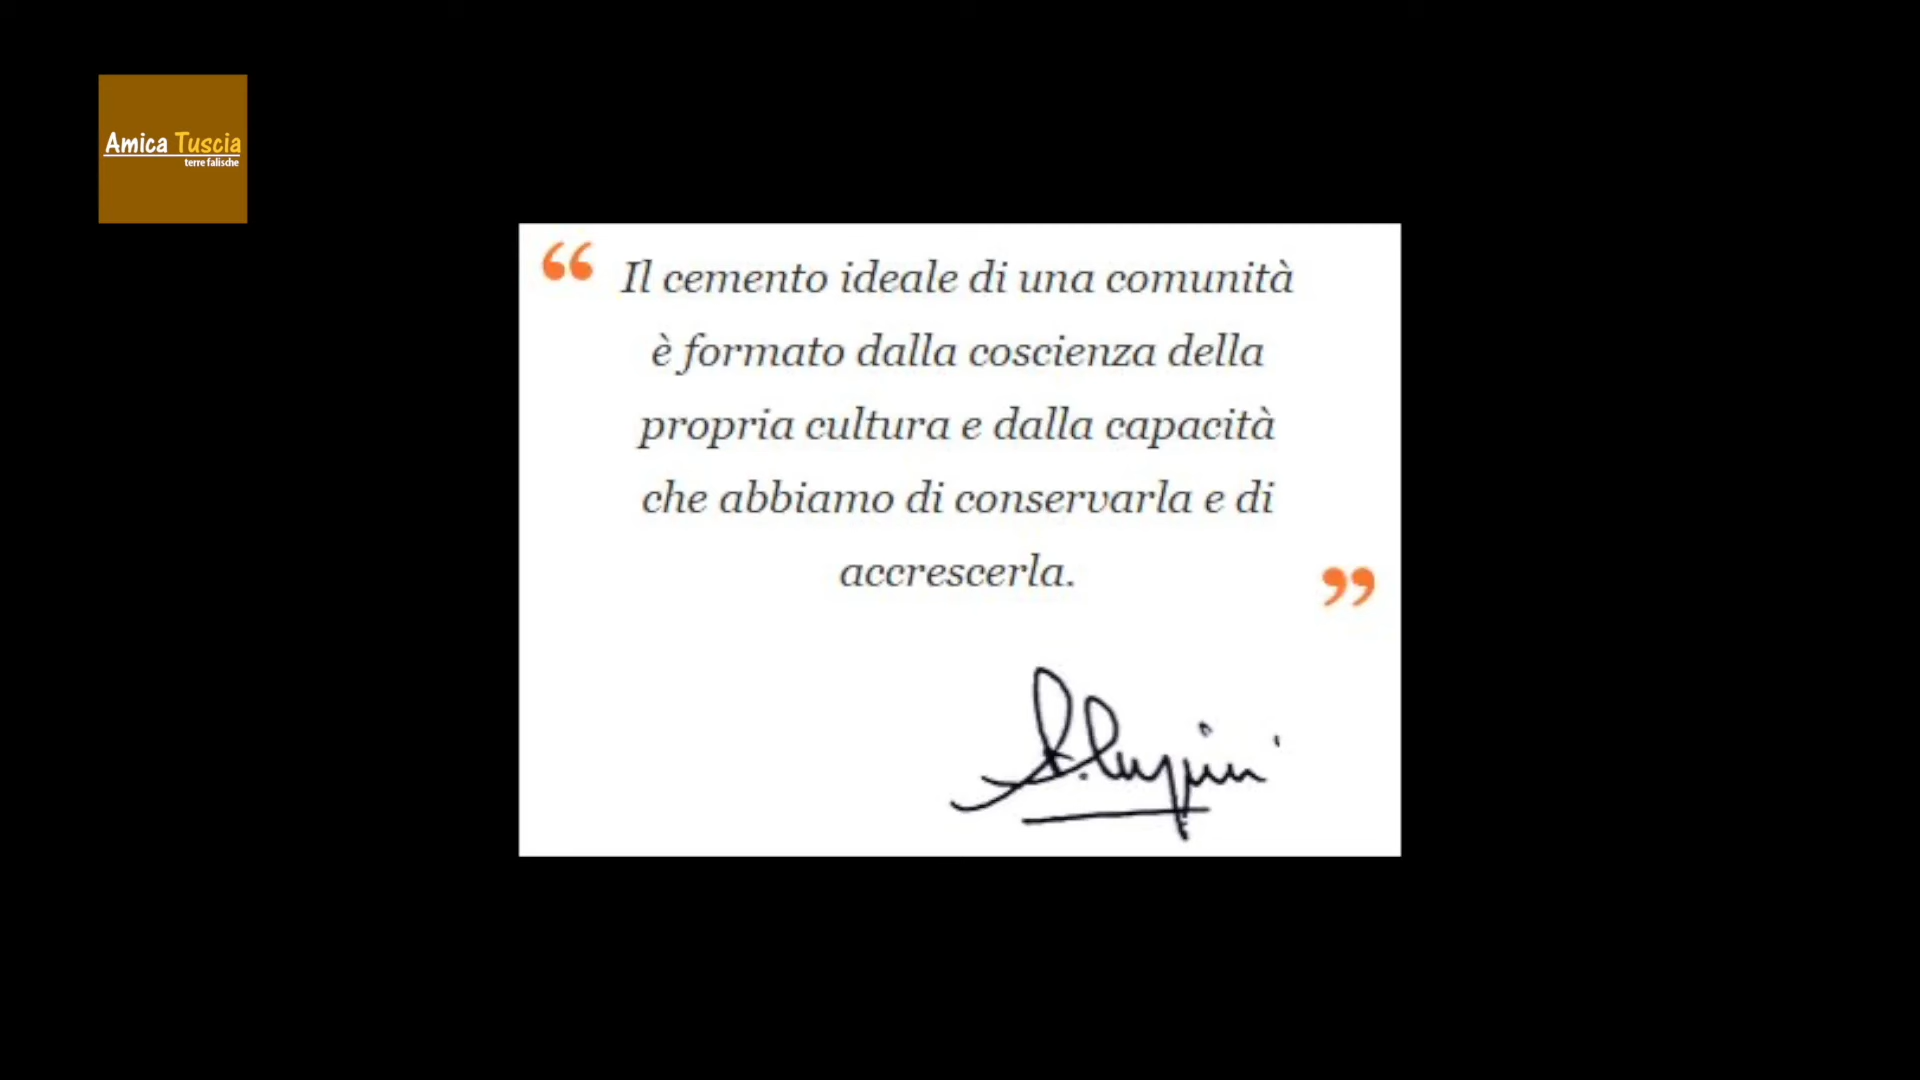 Amica Tuscia
terre falische
“ Il cemento ideale di una comunità
è formato dalla coscienza della
propria cultura e dalla capacità
che abbiamo di conservarla e di
accrescerla. ”